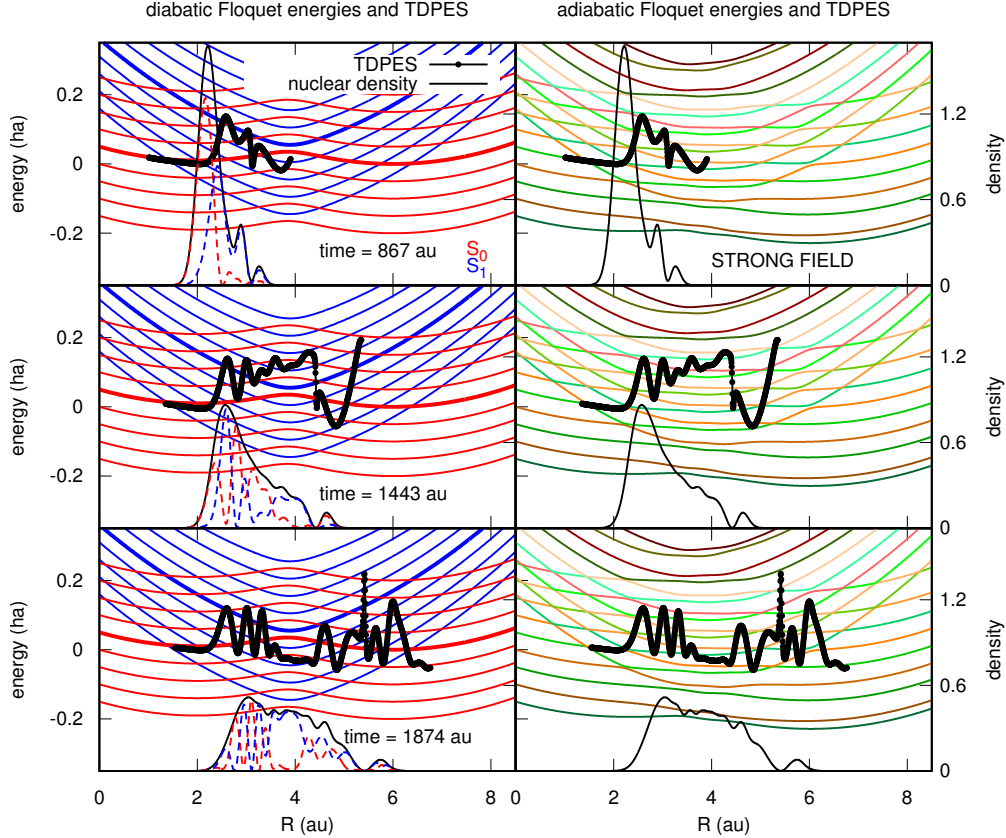 diabatic Floquet energies and TDPES
adiabatic Floquet energies and TDPES
energy (ha)
0.2
0
-0.2
TDPES
nuclear density
time = 867 au
S0
S1
STRONG FIELD
1.2
0.6
0
density
energy (ha)
0.2
0
-0.2
time = 1443 au
1.2
0.6
0
density
energy (ha)
0.2
0
-0.2
time = 1874 au
1.2
0.6
0
density
0 2 4 6 8
0 2 4 6 8
R (au)
R (au)